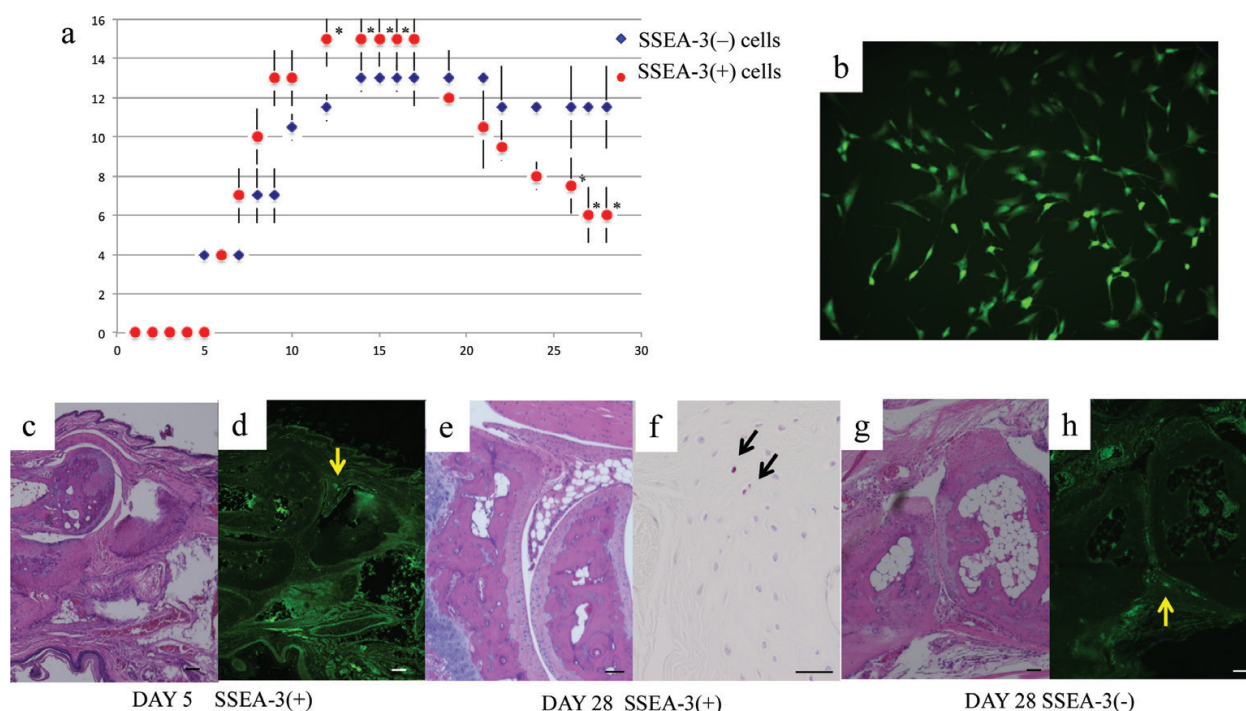 a
16
14
12
10
8
6
4
2
0
0 5 10 15 20 25 30
* * * *
* * *
SSEA-3(–) cells
SSEA-3(+) cells
b
c
d
e
f
g
h
DAY 5 SSEA-3(+)
DAY 28 SSEA-3(+)
DAY 28 SSEA-3(-)